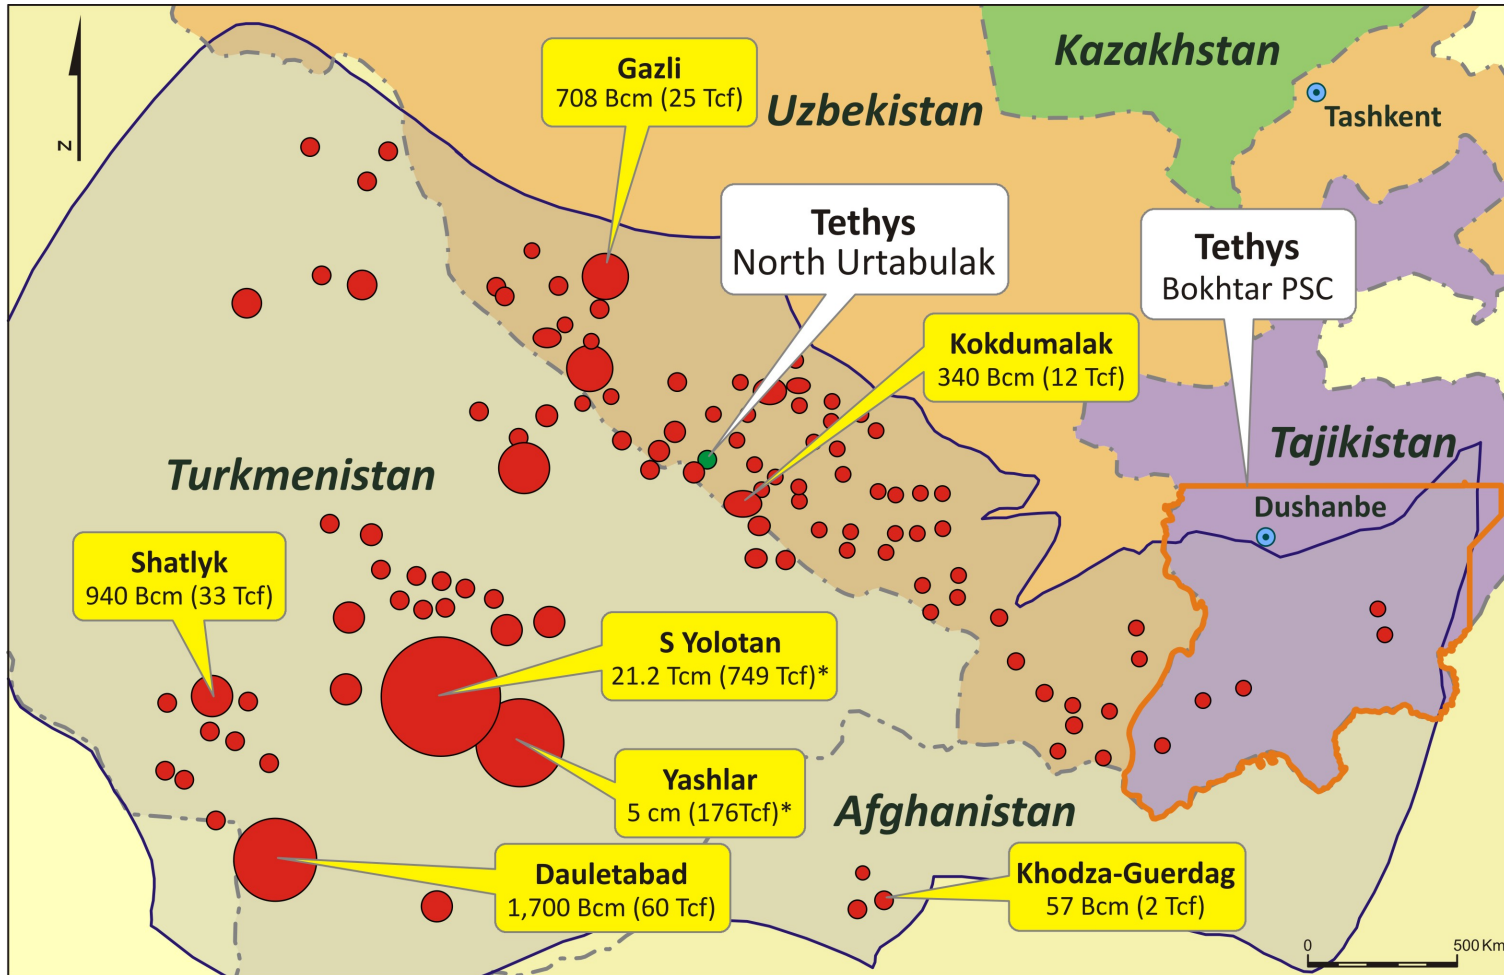 Kazakhstan
Gazli
708 Bcm (25 Tcf)
Uzbekistan
Tashkent
N
Tethys
North Urtabulak
Tethys
Bokhtar PSC
Kokdumalak
340 Bcm (12 Tcf)
Turkmenistan
Tajikistan
Dushanbe
Shatlyk
940 Bcm (33 Tcf)
S Yolotan
21.2 Tcm (749 Tcf)*
Yashlar
5 cm (176Tcf)*
Afghanistan
Dauletabad
1,700 Bcm (60 Tcf)
Khodza-Guerdag
57 Bcm (2 Tcf)
0 500 Km